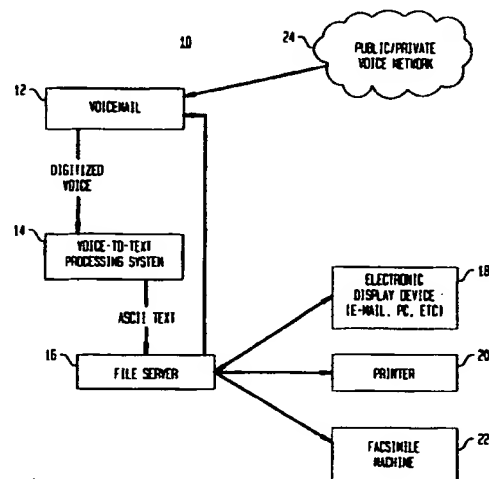 10
24
PUBLIC/PRIVATE
VOICE NETWORK
12
VOICEMAIL
DIGITIZED
VOICE
14
VOICE-TO-TEXT
PROCESSING SYSTEM
ASCII TEXT
16
FILE SERVER
18
ELECTRONIC
DISPLAY DEVICE
(E-MAIL, PC, ETC)
20
PRINTER
22
FACSIMILE
MACHINE